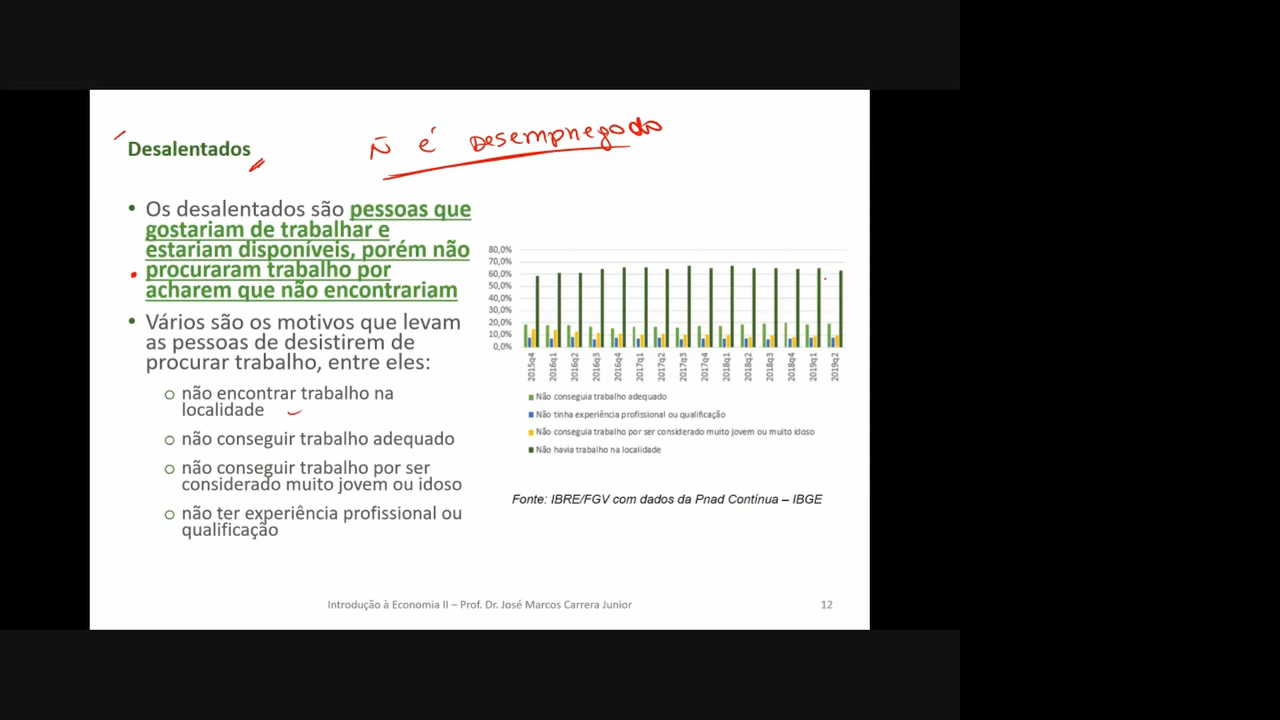 Desalentados
Ñ é Desempregado
• Os desalentados são pessoas que
gostariam de trabalhar e
estariam disponíveis, porém não
procuraram trabalho por
acharem que não encontrariam
• Vários são os motivos que levam
as pessoas de desistirem de
procurar trabalho, entre eles:
o não encontrar trabalho na
localidade
o não conseguir trabalho adequado
o não conseguir trabalho por ser
considerado muito jovem ou idoso
o não ter experiência profissional ou
qualificação
80,0%
70,0%
60,0%
50,0%
40,0%
30,0%
20,0%
10,0%
0,0%
2015q4 2016q1 2016q2 2016q3 2016q4 2017q1 2017q2 2017q3 2017q4 2018q1 2018q2 2018q3 2018q4 2019q1 2019q2
Não conseguia trabalho adequado
Não tinha experiência profissional ou qualificação
Não conseguia trabalho por ser considerado muito jovem ou muito idoso
Não havia trabalho na localidade
Fonte: IBRE/FGV com dados da Pnad Contínua – IBGE
Introdução à Economia II – Prof. Dr. José Marcos Carrera Junior
12